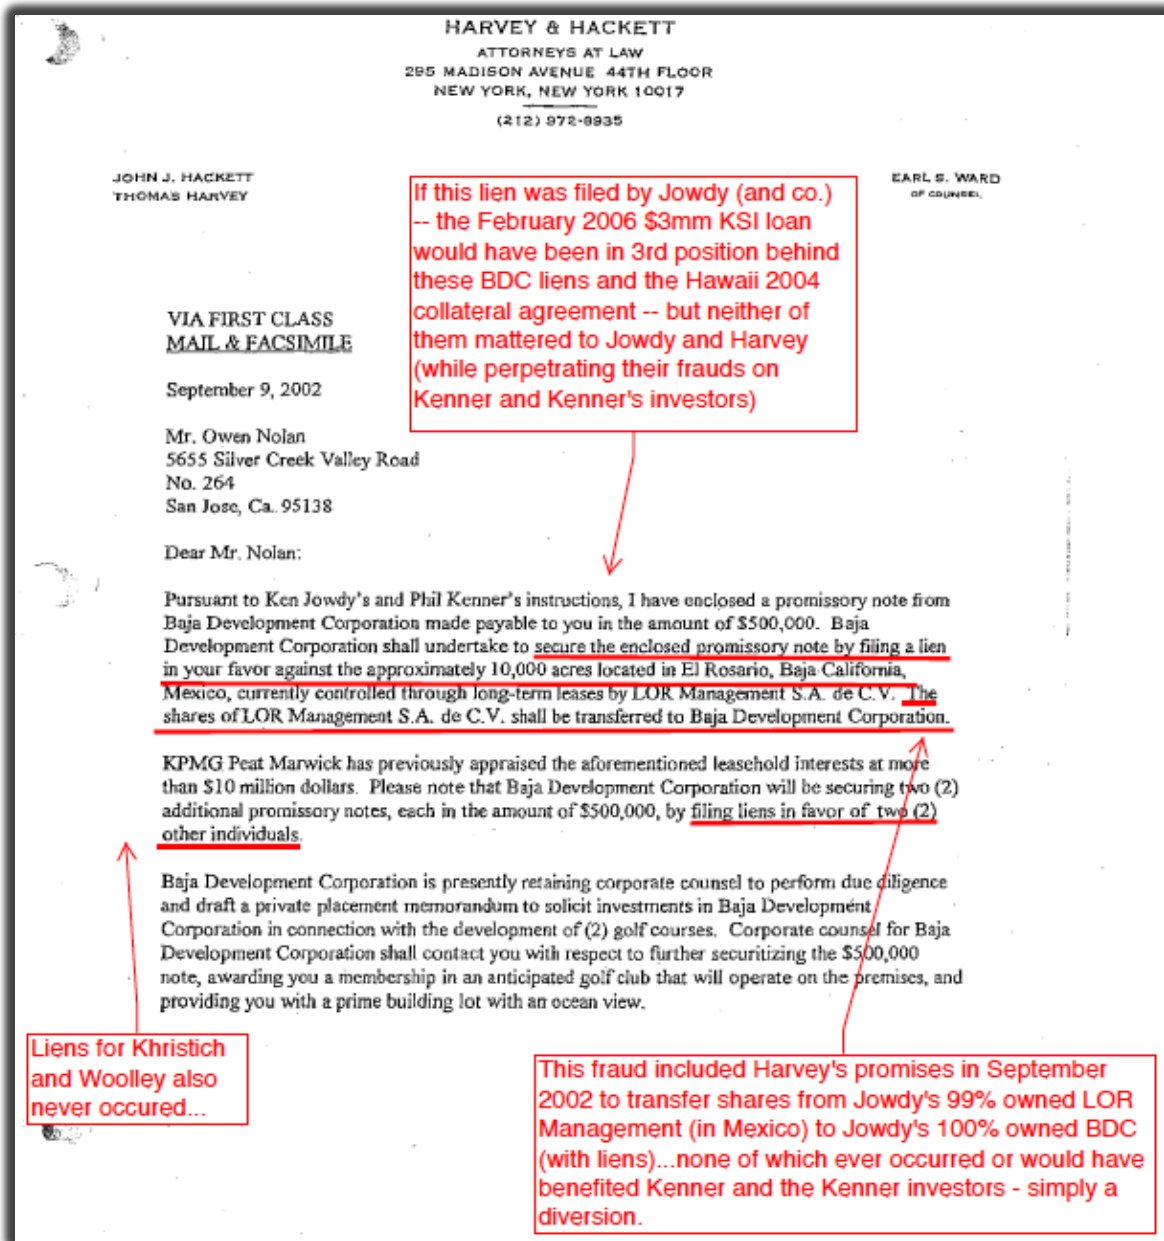 HARVEY & HACKETT
ATTORNEYS AT LAW
295 MADISON AVENUE 44TH FLOOR
NEW YORK, NEW YORK 10017
(212) 972-8935
JOHN J. HACKETT
THOMAS HARVEY
EARL S. WARD
OF COUNSEL
If this lien was filed by Jowdy (and co.)
-- the February 2006 $3mm KSI loan
would have been in 3rd position behind
these BDC liens and the Hawaii 2004
collateral agreement -- but neither of
them mattered to Jowdy and Harvey
(while perpetrating their frauds on
Kenner and Kenner's investors)
VIA FIRST CLASS
MAIL & FACSIMILE
September 9, 2002
Mr. Owen Nolan
5655 Silver Creek Valley Road
No. 264
San Jose, Ca. 95138
Dear Mr. Nolan:
Pursuant to Ken Jowdy's and Phil Kenner's instructions, I have enclosed a promissory note from
Baja Development Corporation made payable to you in the amount of $500,000. Baja
Development Corporation shall undertake to secure the enclosed promissory note by filing a lien
in your favor against the approximately 10,000 acres located in El Rosario, Baja California,
Mexico, currently controlled through long-term leases by LOR Management S.A. de C.V. The
shares of LOR Management S.A. de C.V. shall be transferred to Baja Development Corporation.
KPMG Peat Marwick has previously appraised the aforementioned leasehold interests at more
than $10 million dollars. Please note that Baja Development Corporation will be securing two (2)
additional promissory notes, each in the amount of $500,000, by filing liens in favor of two (2)
other individuals.
Baja Development Corporation is presently retaining corporate counsel to perform due diligence
and draft a private placement memorandum to solicit investments in Baja Development
Corporation in connection with the development of (2) golf courses. Corporate counsel for Baja
Development Corporation shall contact you with respect to further securitizing the $500,000
note, awarding you a membership in an anticipated golf club that will operate on the premises, and
providing you with a prime building lot with an ocean view.
Liens for Khristich
and Woolley also
never occured...
This fraud included Harvey's promises in September
2002 to transfer shares from Jowdy's 99% owned LOR
Management (in Mexico) to Jowdy's 100% owned BDC
(with liens)...none of which ever occurred or would have
benefited Kenner and the Kenner investors - simply a
diversion.